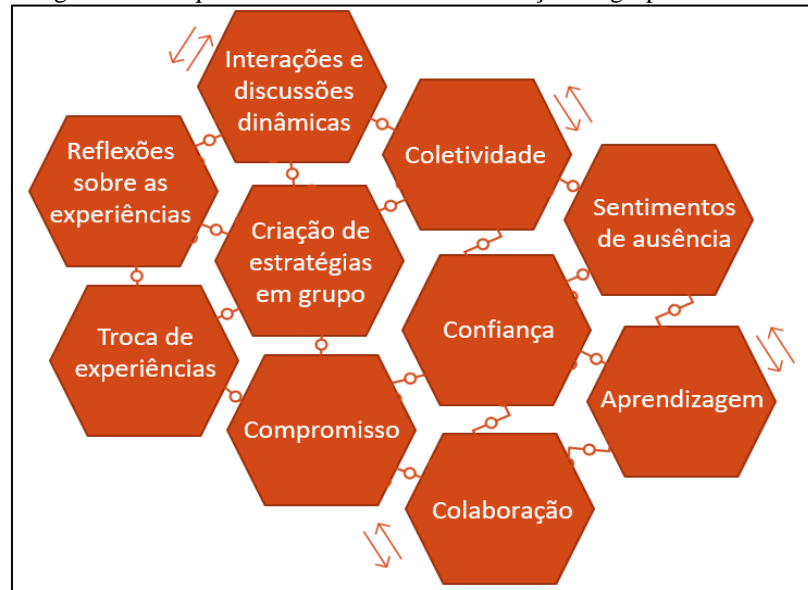 Interações e
discussões
dinâmicas
Reflexões
sobre as
experiências
Coletividade
Sentimentos
de ausência
Criação de
estratégias
em grupo
Troca de
experiências
Confiança
Aprendizagem
Compromisso
Colaboração